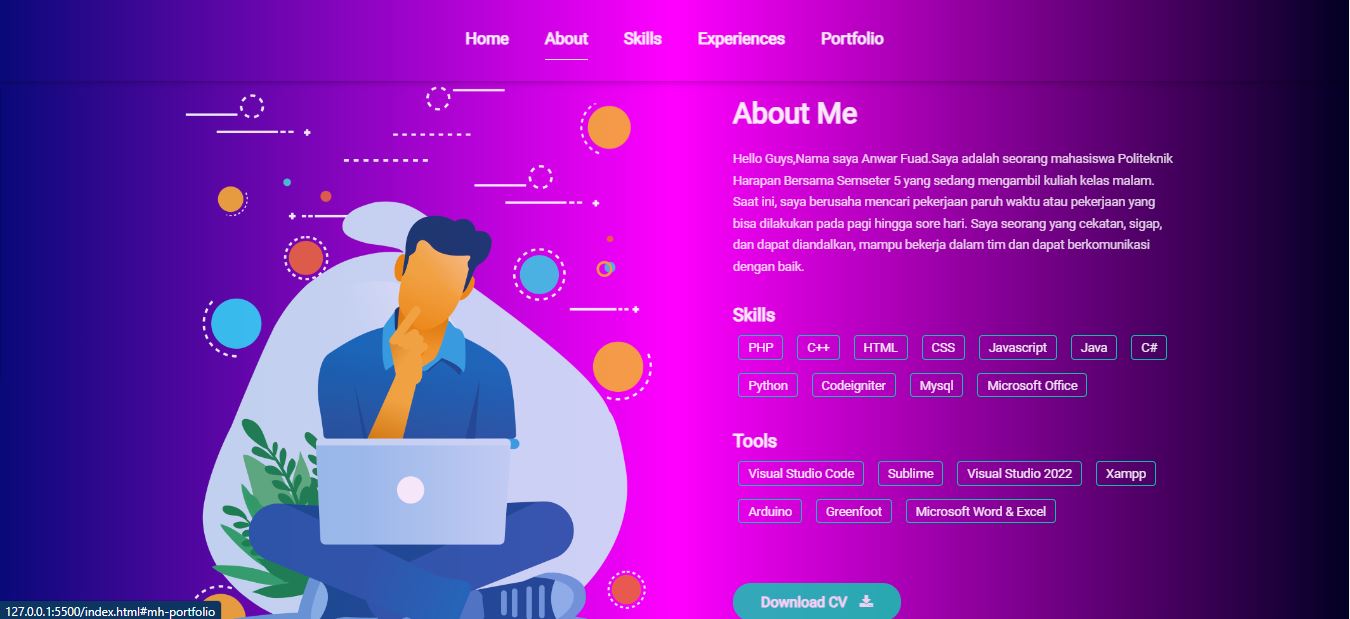 Home About Skills Experiences Portfolio
About Me
Hello Guys,Nama saya Anwar Fuad.Saya adalah seorang mahasiswa Politeknik
Harapan Bersama Semseter 5 yang sedang mengambil kuliah kelas malam.
Saat ini, saya berusaha mencari pekerjaan paruh waktu atau pekerjaan yang
bisa dilakukan pada pagi hingga sore hari. Saya seorang yang cekatan, sigap,
dan dapat diandalkan, mampu bekerja dalam tim dan dapat berkomunikasi
dengan baik.
Skills
PHP C++ HTML CSS Javascript Java C#
Python Codeigniter Mysql Microsoft Office
Tools
Visual Studio Code Sublime Visual Studio 2022 Xampp
Arduino Greenfoot Microsoft Word & Excel
Download CV
127.0.0.1:5500/index.html#mh-portfolio